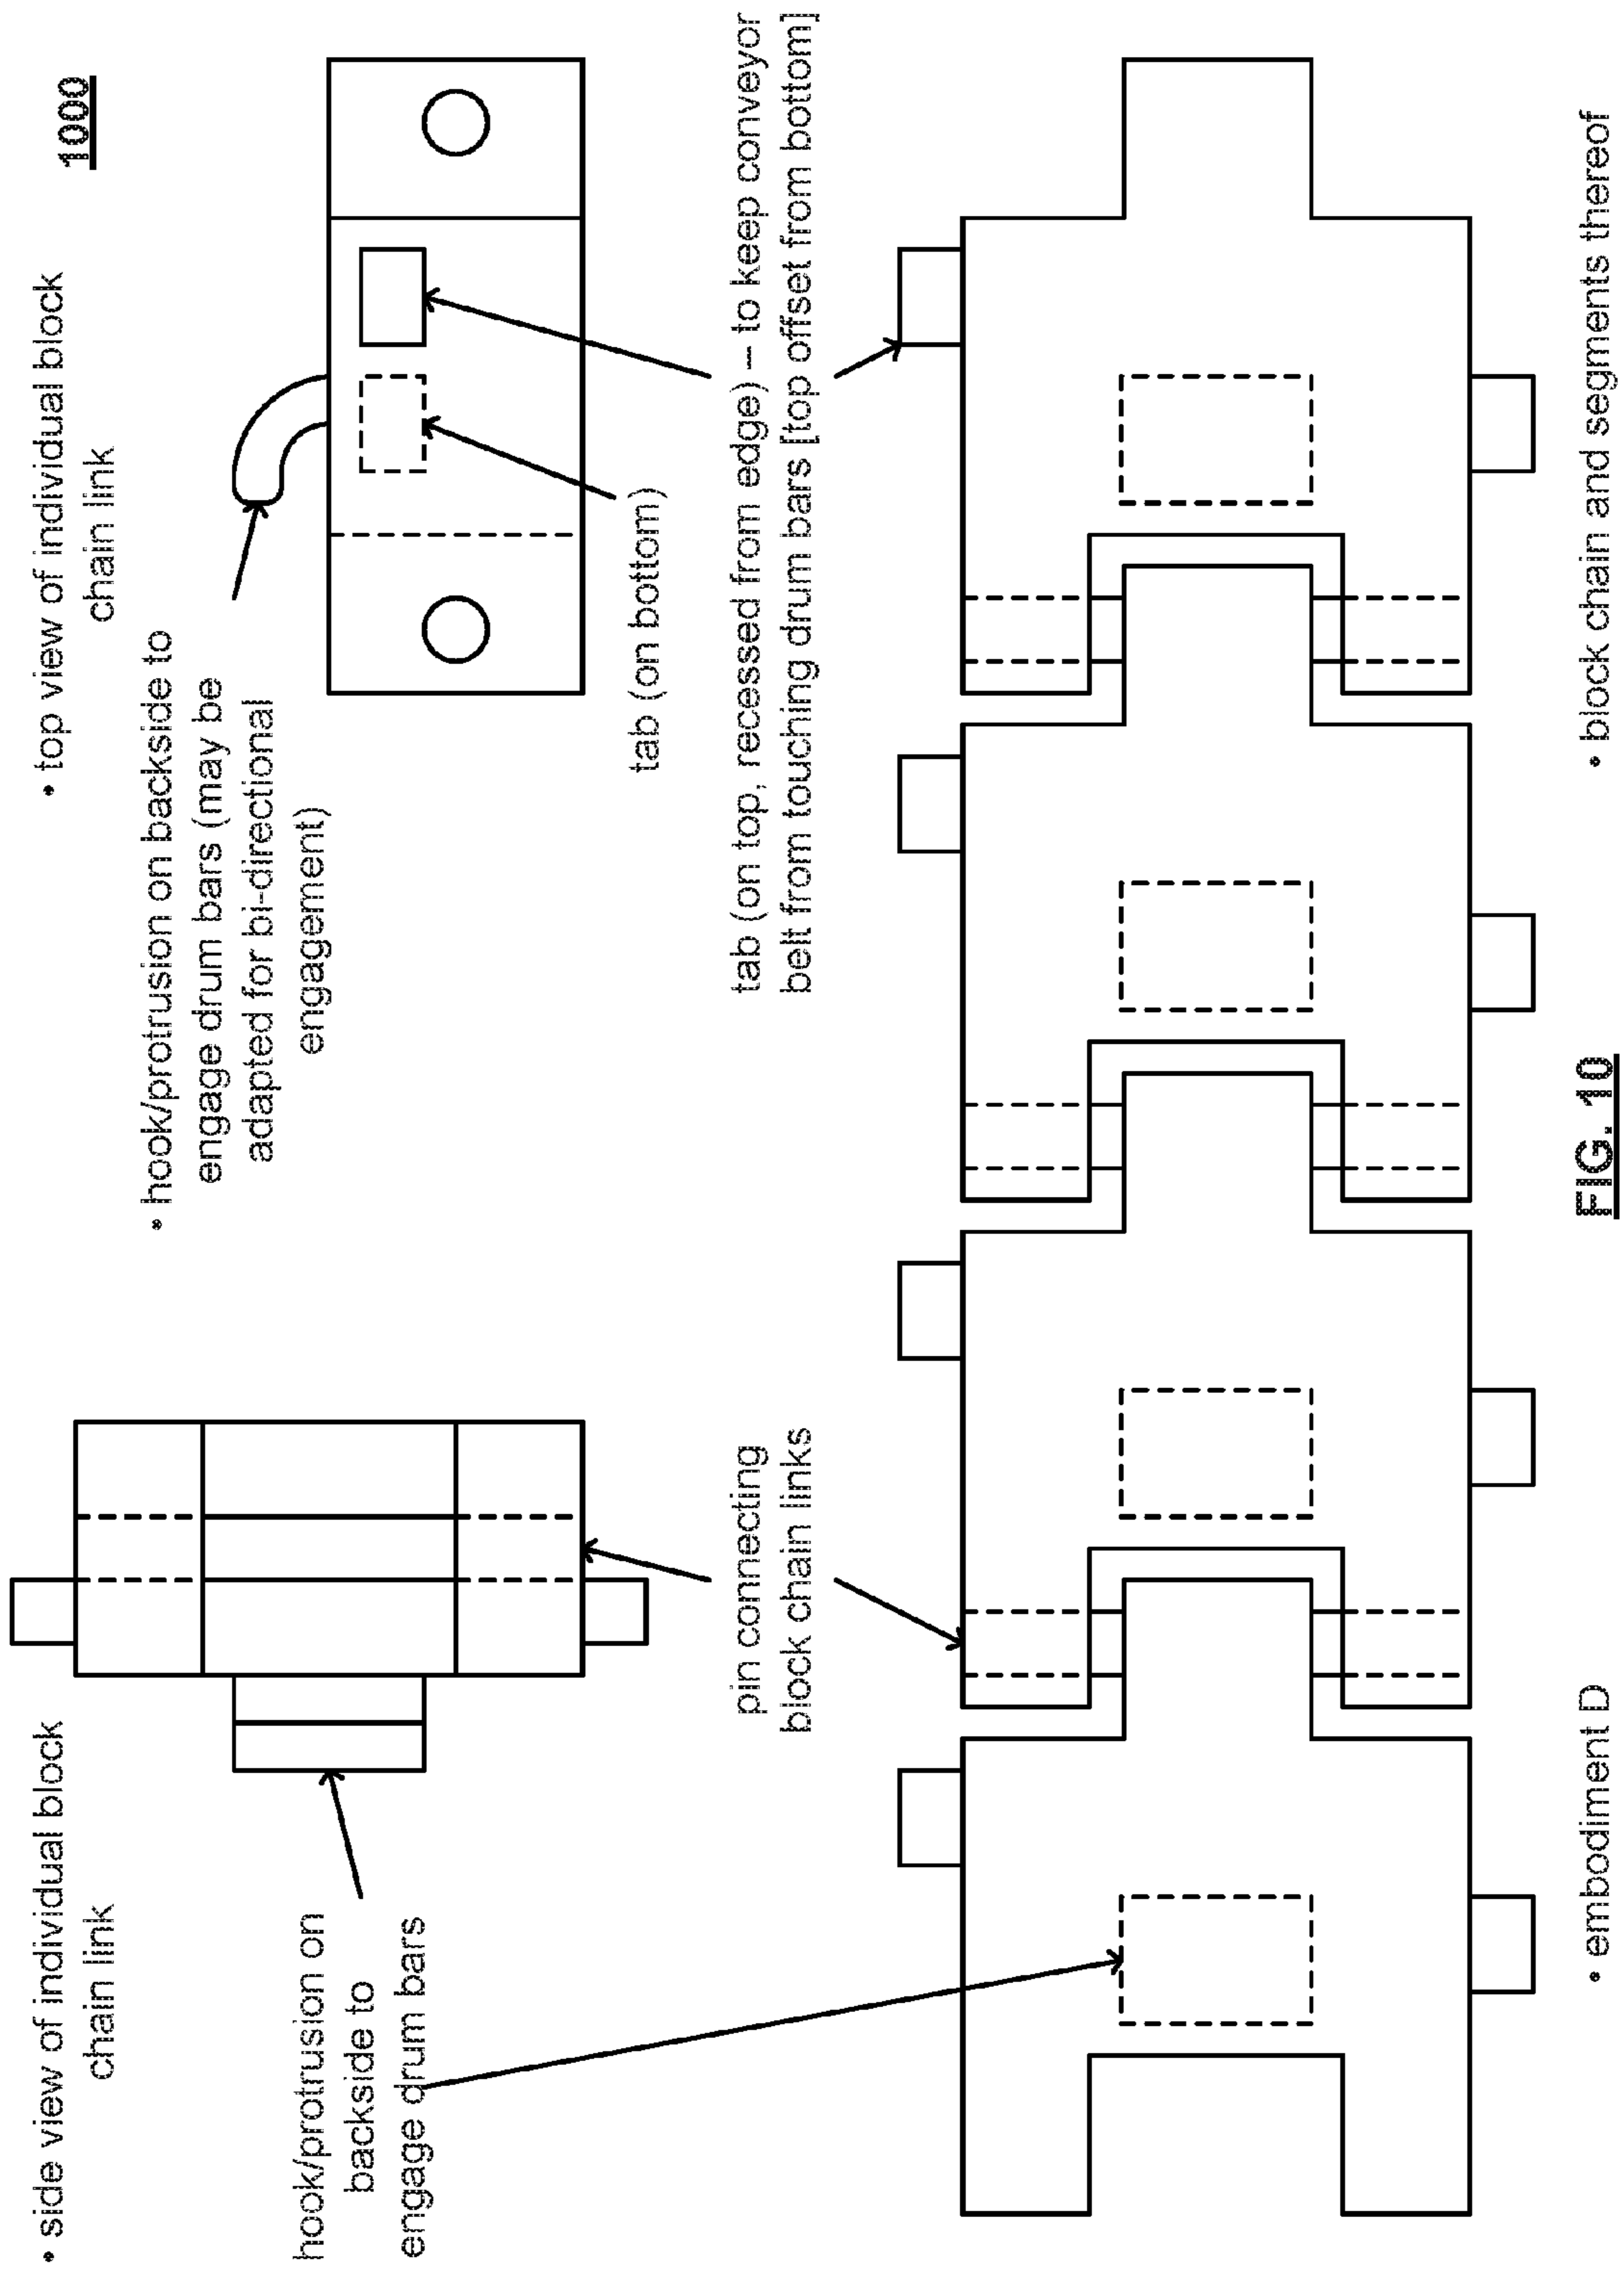 • side view of individual block
chain link
hook/protrusion on
backside to
engage drum bars
• hook/protrusion on backside to
engage drum bars (may be
adapted for bi-directional
engagement)
• top view of individual block
chain link
1000
tab (on bottom)
pin connecting
block chain links
tab (on top, recessed from edge) – to keep conveyor
belt from touching drum bars [top offset from bottom]
• embodiment D
FIG. 10
• block chain and segments thereof